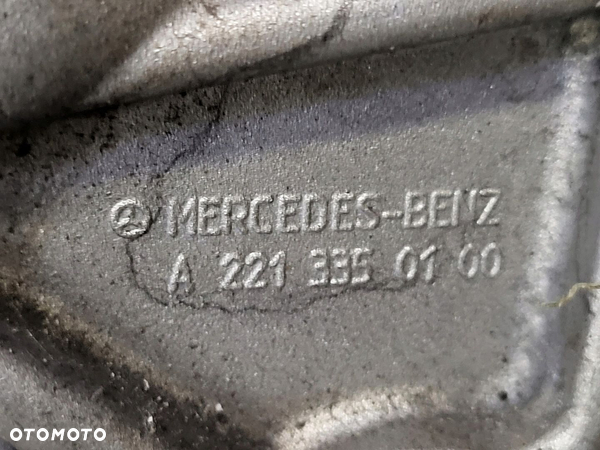 MERCEDES-BENZ
A 221 335 01 00
OTOMOTO